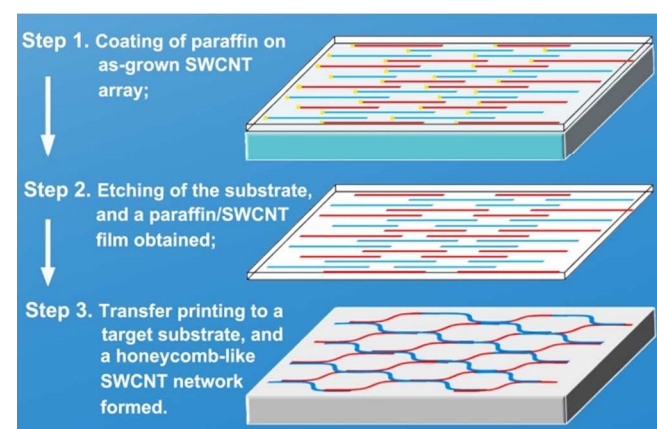 Step 1. Coating of paraffin on
as-grown SWCNT
array;
Step 2. Etching of the substrate,
and a paraffin/SWCNT
film obtained;
Step 3. Transfer printing to a
target substrate, and
a honeycomb-like
SWCNT network
formed.